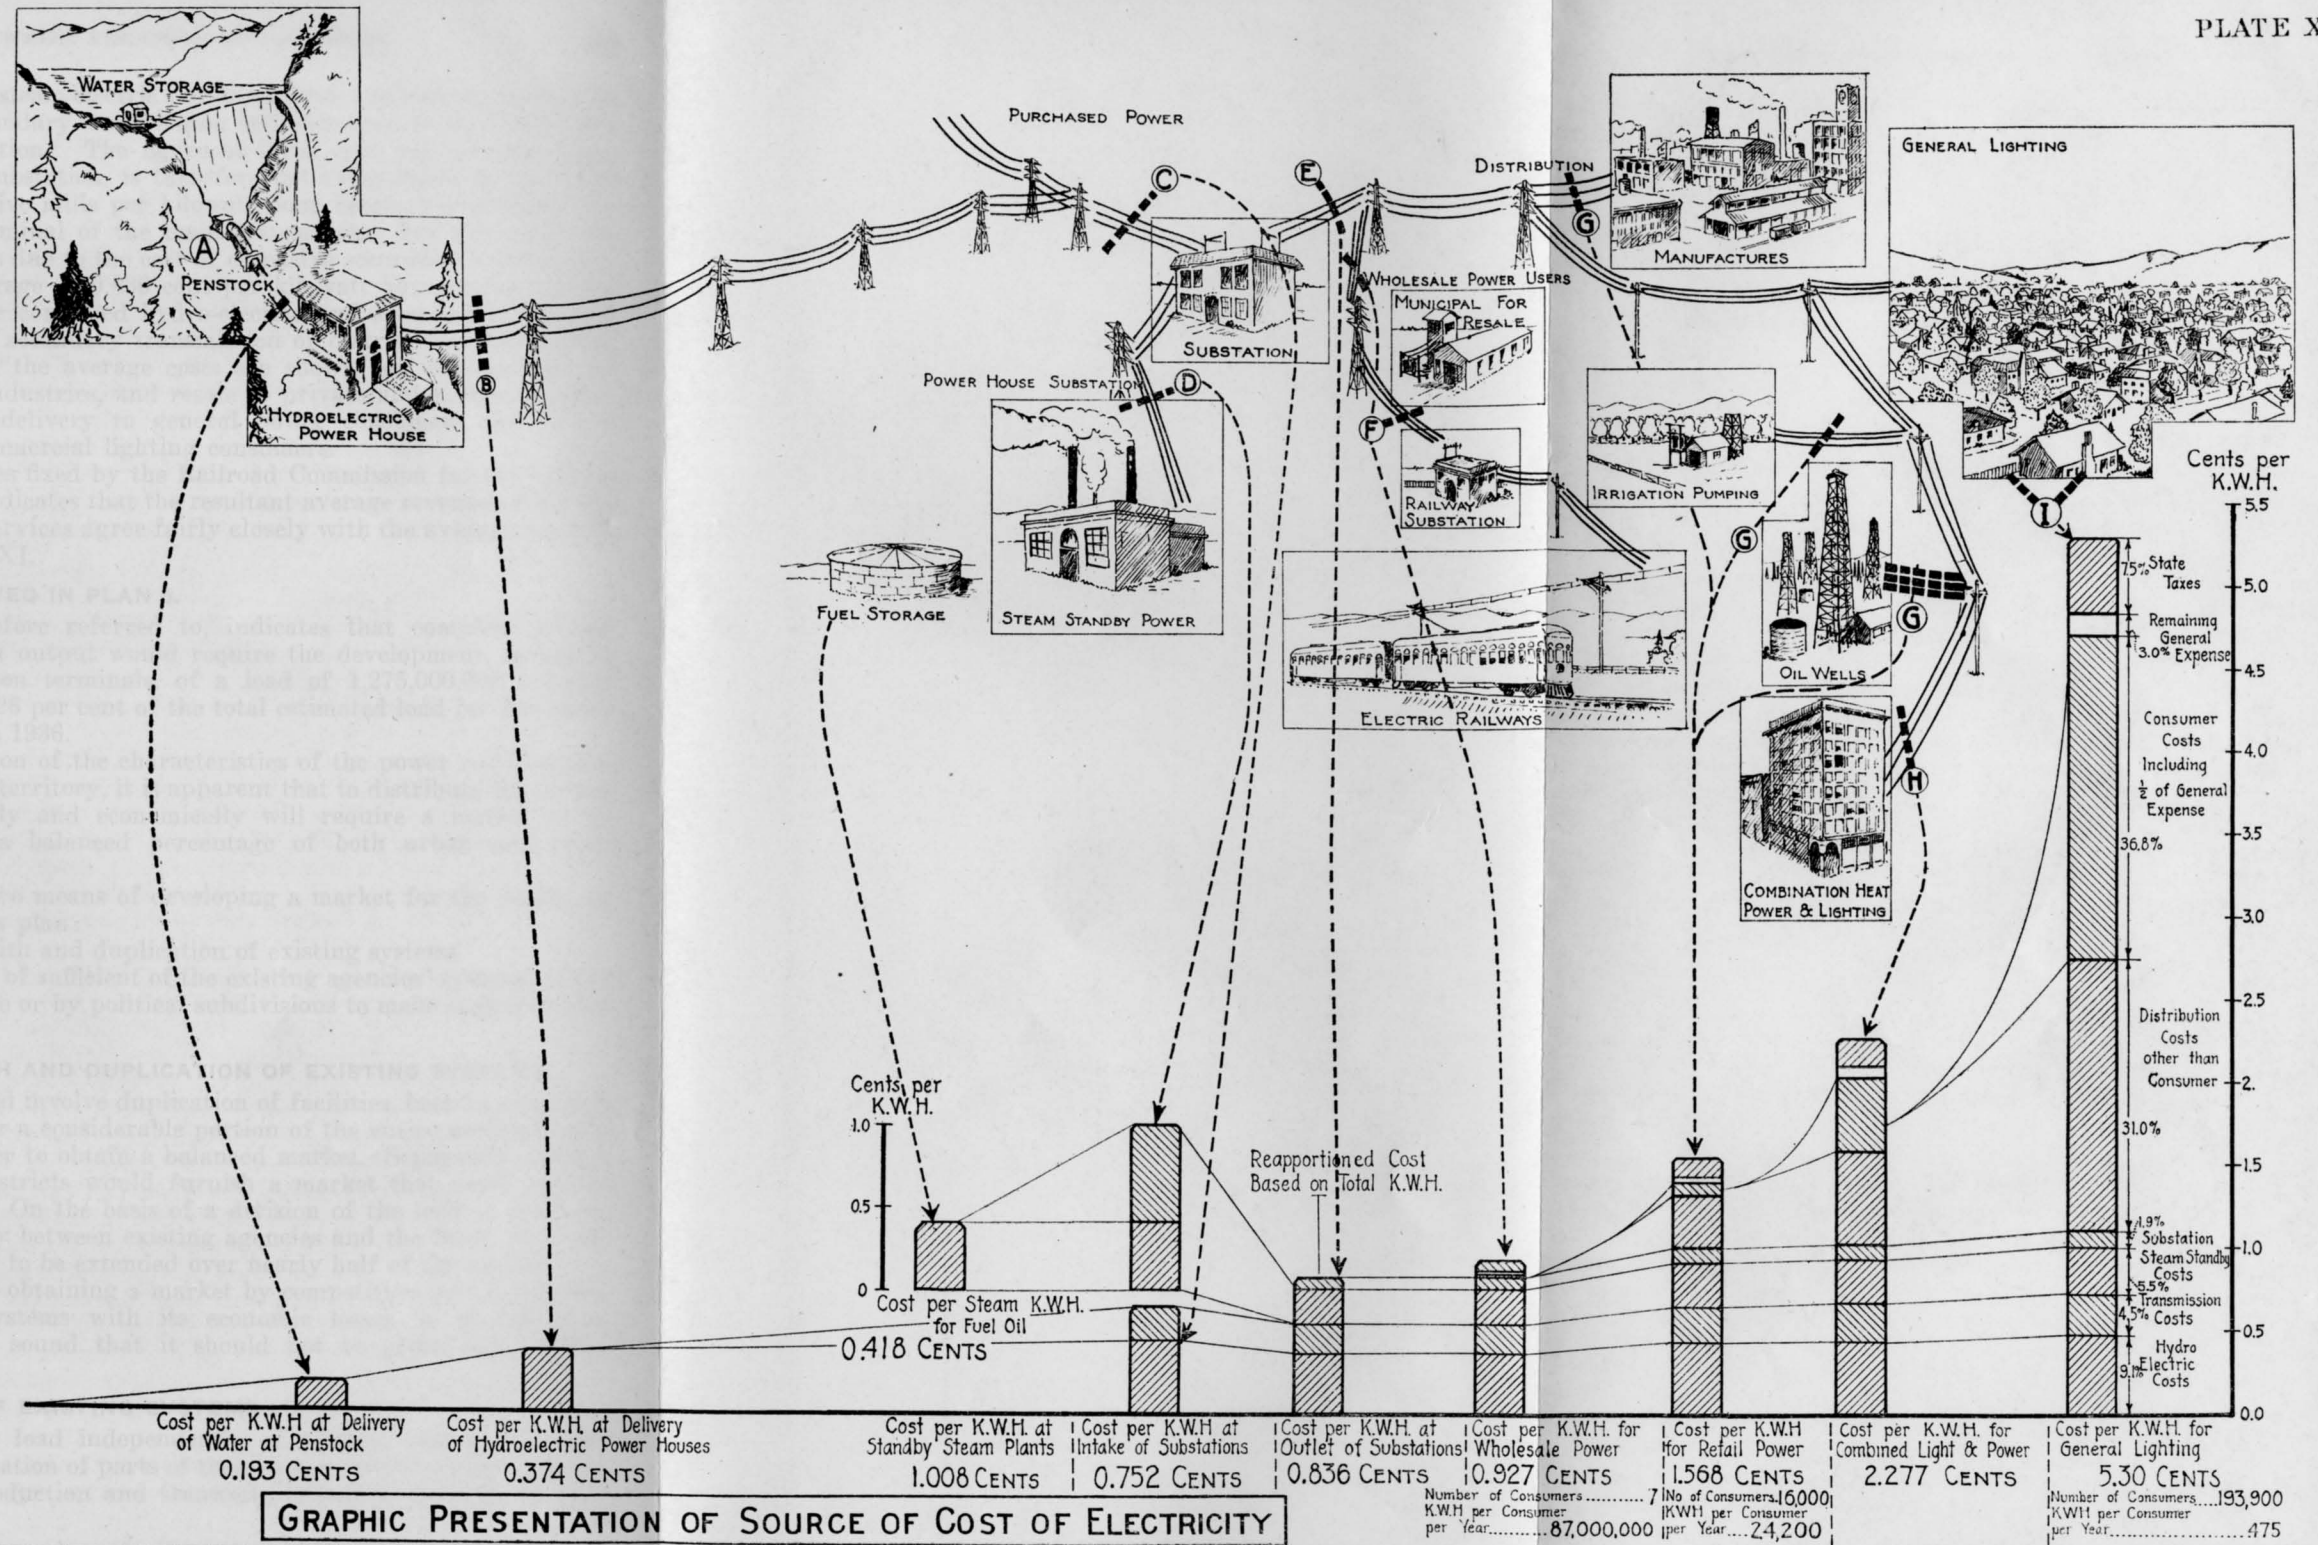 PLATE X
WATER STORAGE
A
PENSTOCK
HYDROELECTRIC
POWER HOUSE
B
PURCHASED POWER
C
SUBSTATION
POWER HOUSE SUBSTATION
D
STEAM STANDBY POWER
FUEL STORAGE
E
DISTRIBUTION
G
MANUFACTURES
WHOLESALE POWER USERS
MUNICIPAL FOR
RESALE
F
RAILWAY
SUBSTATION
ELECTRIC RAILWAYS
IRRIGATION PUMPING
G
OIL WELLS
G
COMBINATION HEAT
POWER & LIGHTING
H
GENERAL LIGHTING
I
Cents per
K.W.H.
5.5
5.0
4.5
4.0
3.5
3.0
2.5
2.
1.5
1.0
0.5
0.0
75% State
Taxes
Remaining
General
3.0% Expense
Consumer
Costs
Including
½ of General
Expense
36.8%
Distribution
Costs
other than
Consumer
31.0%
1.9%
Substation
Steam Standby
Costs
5.5%
Transmission
4.5% Costs
Hydro
Electric
9.1% Costs
Cents per
K.W.H.
1.0
0.5
0
Cost per Steam K.W.H.
for Fuel Oil
0.418 CENTS
Reapportioned Cost
Based on Total K.W.H.
Cost per K.W.H at Delivery
of Water at Penstock
0.193 CENTS
Cost per K.W.H. at Delivery
of Hydroelectric Power Houses
0.374 CENTS
Cost per K.W.H. at
Standby Steam Plants
1.008 CENTS
Cost per K.W.H at
Intake of Substations
0.752 CENTS
Cost per K.W.H. at
Outlet of Substations
0.836 CENTS
Cost per K.W.H. for
Wholesale Power
0.927 CENTS
Number of Consumers..........7
K.W.H per Consumer
per Year..........87,000,000
Cost per K.W.H
for Retail Power
1.568 CENTS
No of Consumers.16,000
KWH per Consumer
per Year....24,200
Cost per K.W.H. for
Combined Light & Power
2.277 CENTS
Cost per K.W.H. for
General Lighting
5.30 CENTS
Number of Consumers....193,900
KWH per Consumer
per Year..................475
GRAPHIC PRESENTATION OF SOURCE OF COST OF ELECTRICITY